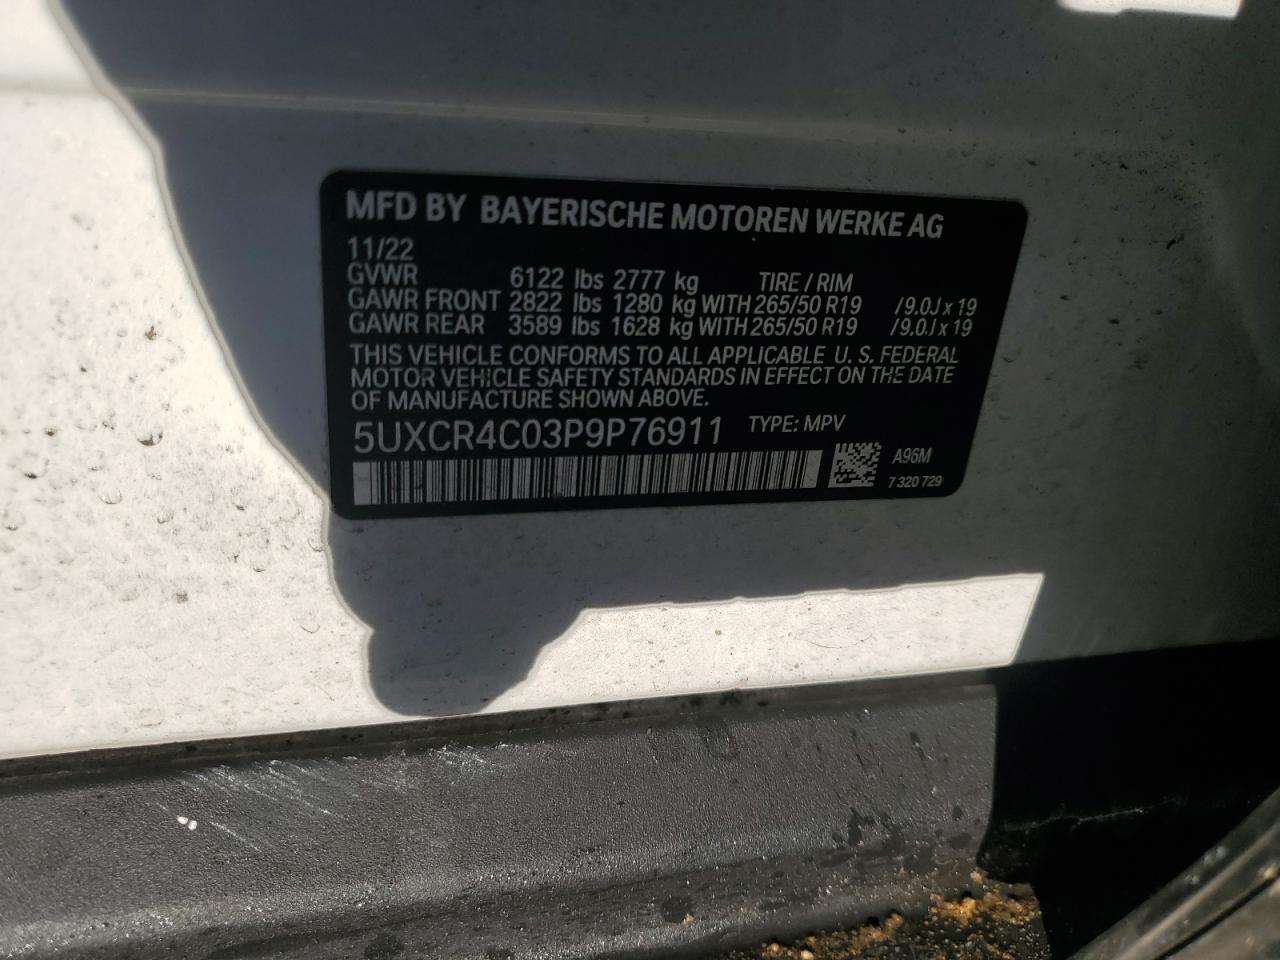 MFD BY BAYERISCHE MOTOREN WERKE AG
11/22
GVWR 6122 lbs 2777 kg TIRE / RIM
GAWR FRONT 2822 lbs 1280 kg WITH 265/50 R19 /9.0J x 19
GAWR REAR 3589 lbs 1628 kg WITH 265/50 R19 /9.0J x 19
THIS VEHICLE CONFORMS TO ALL APPLICABLE U. S. FEDERAL
MOTOR VEHICLE SAFETY STANDARDS IN EFFECT ON THE DATE
OF MANUFACTURE SHOWN ABOVE.
5UXCR4C03P9P76911 TYPE: MPV
A96M
7 320 729